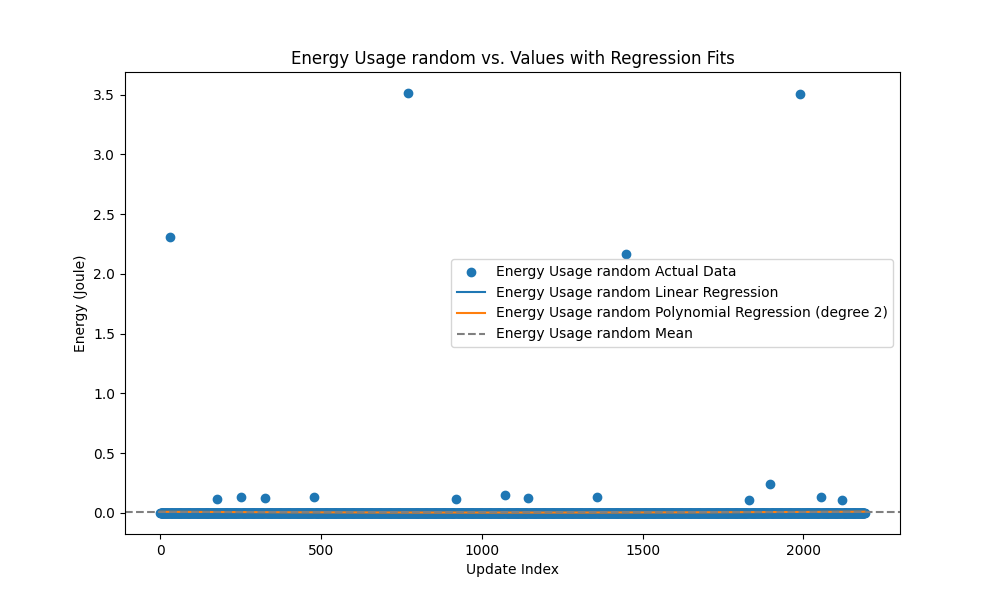 Energy Usage random vs. Values with Regression Fits
3.5
3.0
2.5
2.0
1.5
1.0
0.5
0.0
Energy (Joule)
Energy Usage random Actual Data
Energy Usage random Linear Regression
Energy Usage random Polynomial Regression (degree 2)
Energy Usage random Mean
0 500 1000 1500 2000
Update Index